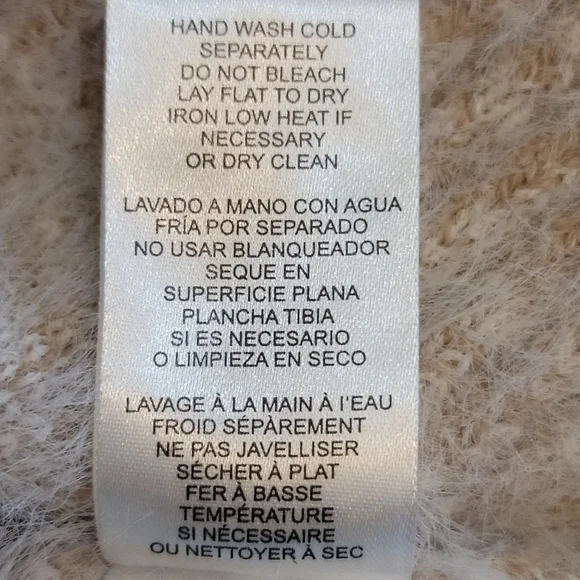 HAND WASH COLD
SEPARATELY
DO NOT BLEACH
LAY FLAT TO DRY
IRON LOW HEAT IF
NECESSARY
OR DRY CLEAN
LAVADO A MANO CON AGUA
FRÍA POR SEPARADO
NO USAR BLANQUEADOR
SEQUE EN
SUPERFICIE PLANA
PLANCHA TIBIA
SI ES NECESARIO
O LIMPIEZA EN SECO
LAVAGE À LA MAIN À l'EAU
FROID SÉPÀREMENT
NE PAS JAVELLISER
SÉCHER À PLAT
FER À BASSE
TEMPÉRATURE
SI NÉCESSAIRE
OU NETTOYER À SEC